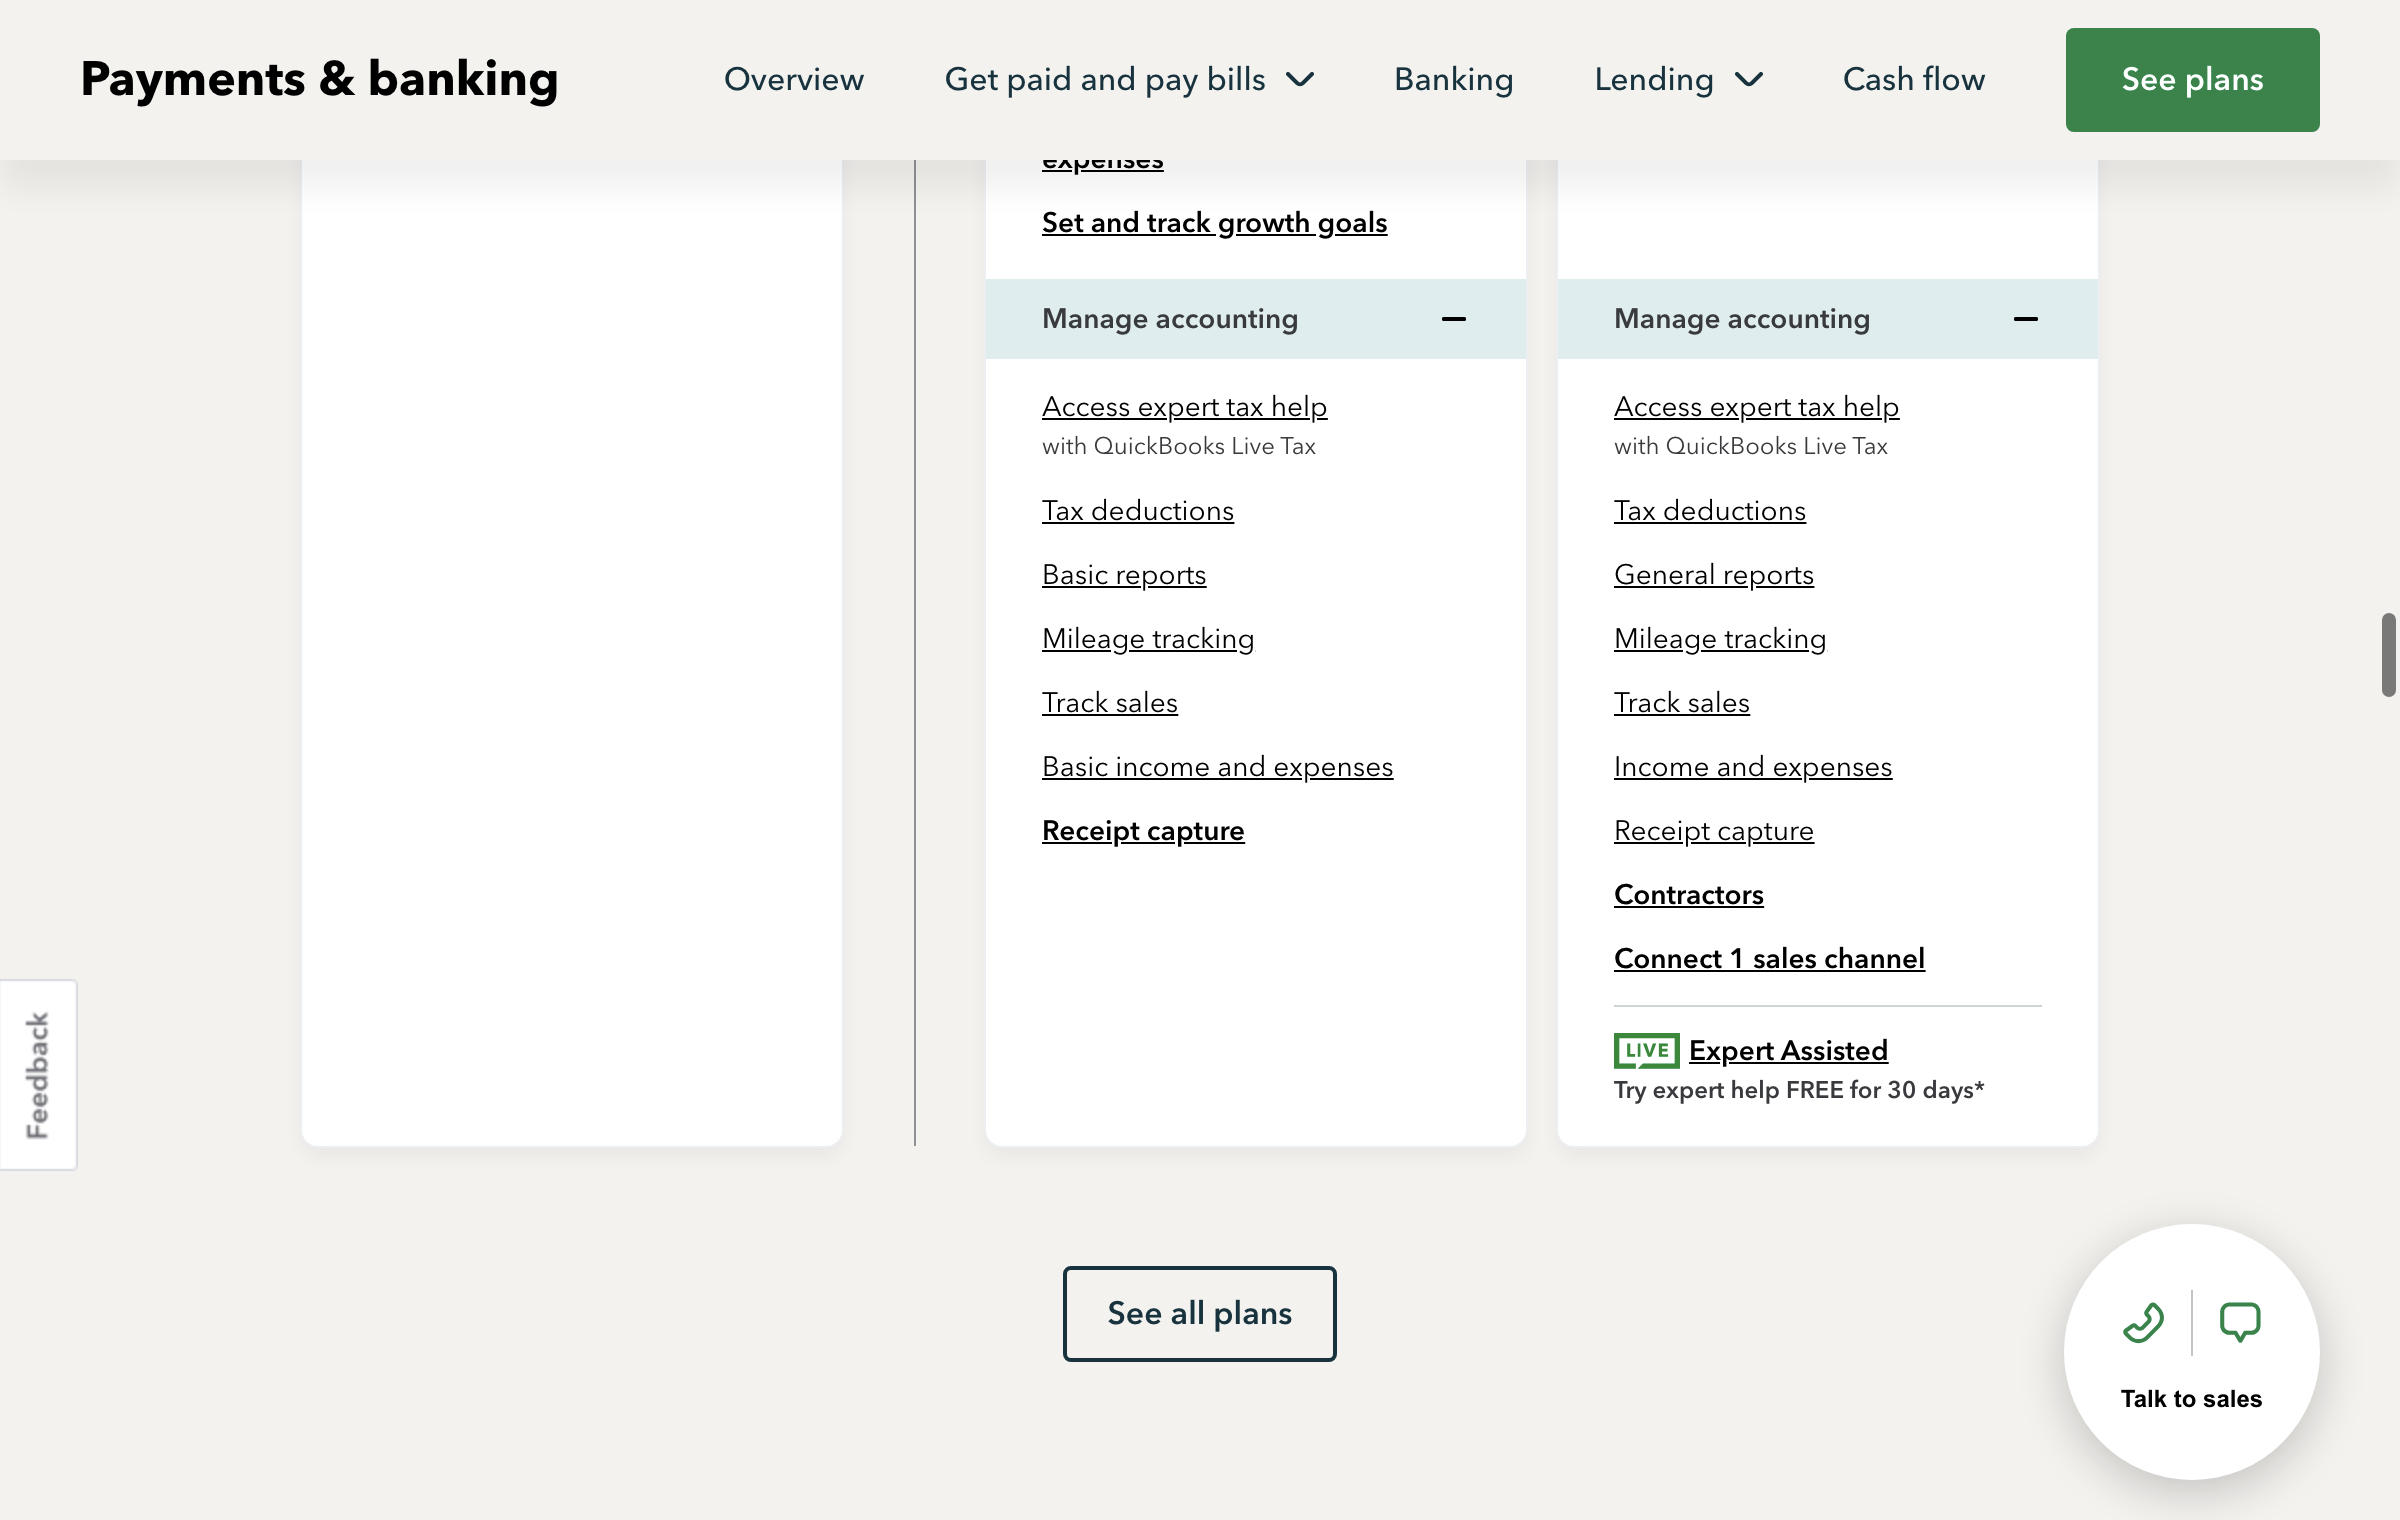 Payments & banking
Overview
Get paid and pay bills
Banking
Lending
Cash flow
See plans
expenses
Set and track growth goals
Manage accounting
Access expert tax help
with QuickBooks Live Tax
Tax deductions
Basic reports
Mileage tracking
Track sales
Basic income and expenses
Receipt capture
Manage accounting
Access expert tax help
with QuickBooks Live Tax
Tax deductions
General reports
Mileage tracking
Track sales
Income and expenses
Receipt capture
Contractors
Connect 1 sales channel
LIVE Expert Assisted
Try expert help FREE for 30 days*
Feedback
See all plans
Talk to sales